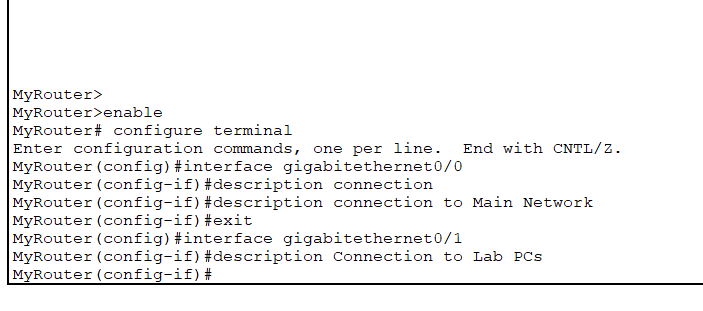 MyRouter>
MyRouter>enable
MyRouter# configure terminal
Enter configuration commands, one per line.  End with CNTL/Z.
MyRouter(config)#interface gigabitethernet0/0
MyRouter(config-if)#description connection
MyRouter(config-if)#description connection to Main Network
MyRouter(config-if)#exit
MyRouter(config)#interface gigabitethernet0/1
MyRouter(config-if)#description Connection to Lab PCs
MyRouter(config-if)#